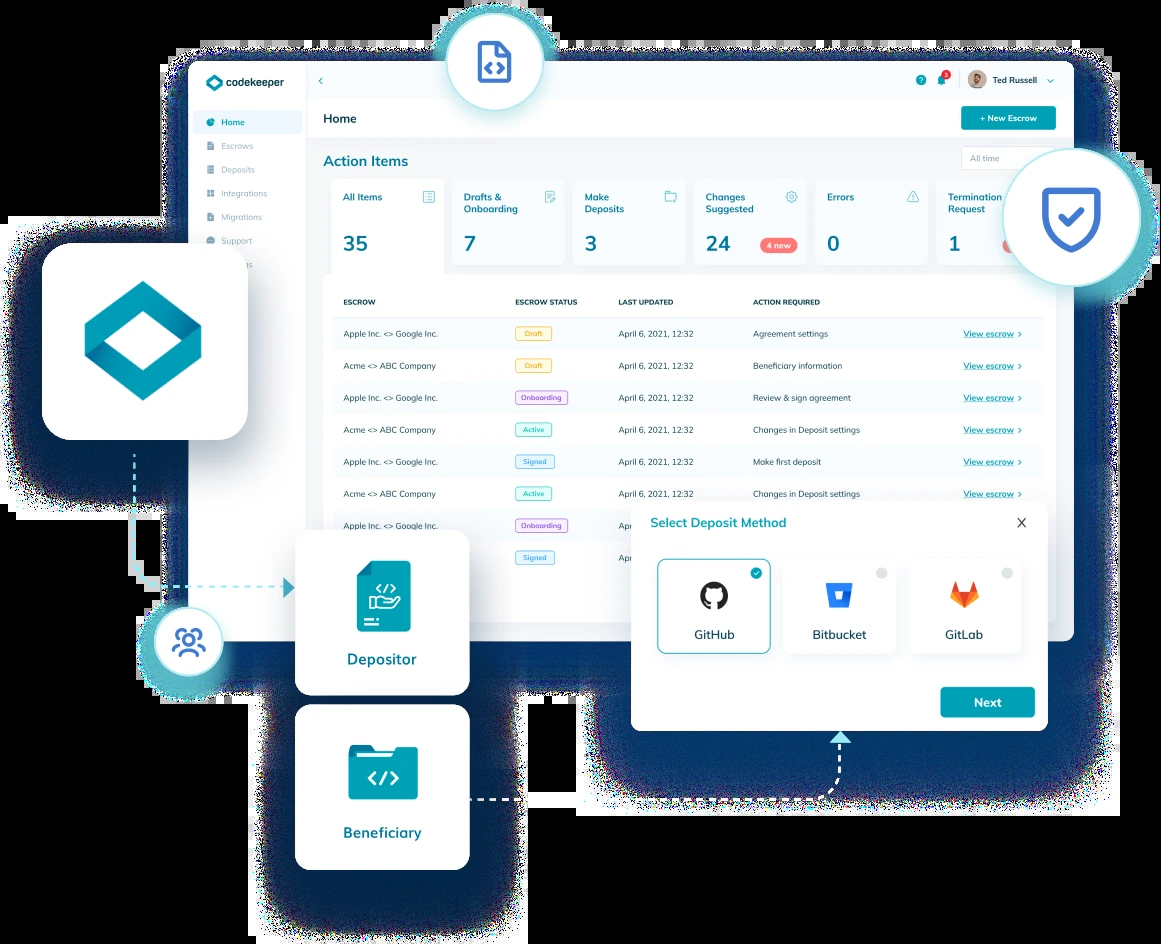 codekeeper
3
Ted Russell
Home
Escrows
Deposits
Integrations
Migrations
Support
Home
+ New Escrow
Action Items
All time
All Items
35
Drafts &
Onboarding
7
Make
Deposits
3
Changes
Suggested
24
4 new
Errors
0
Termination
Request
1
ESCROW ESCROW STATUS LAST UPDATED ACTION REQUIRED
Apple Inc. <> Google Inc. Draft April 6, 2021, 12:32 Agreement settings View escrow >
Acme <> ABC Company Draft April 6, 2021, 12:32 Beneficiary information View escrow >
Apple Inc. <> Google Inc. Onboarding April 6, 2021, 12:32 Review & sign agreement View escrow >
Acme <> ABC Company Active April 6, 2021, 12:32 Changes in Deposit settings View escrow >
Apple Inc. <> Google Inc. Signed April 6, 2021, 12:32 Make first deposit View escrow >
Acme <> ABC Company Active April 6, 2021, 12:32 Changes in Deposit settings View escrow >
Apple Inc. <> Google Inc. Onboarding
Signed
Select Deposit Method X
GitHub
Bitbucket
GitLab
Next
Depositor
Beneficiary